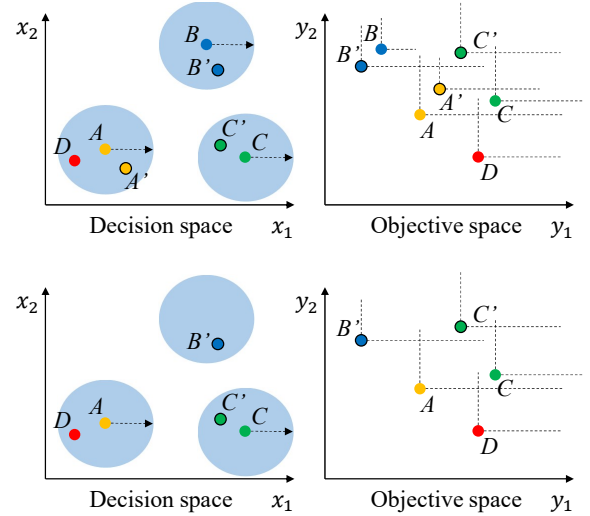 x₂
B
B'
A
D
A'
C'
C
Decision space
x₁
y₂
B
B'
C'
A'
C
A
D
Objective space
y₁
x₂
B'
D
A
C'
C
Decision space
x₁
y₂
B'
C'
C
A
D
Objective space
y₁